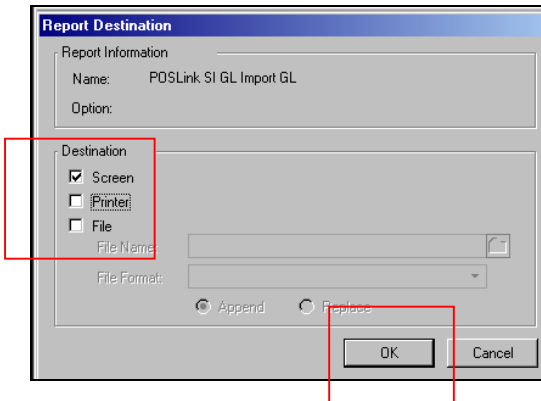 Report Destination
Report Information
Name: POSLink SI GL Import GL
Option:
Destination
Screen
Printer
File
File Name:
File Format:
Append Replace
OK Cancel